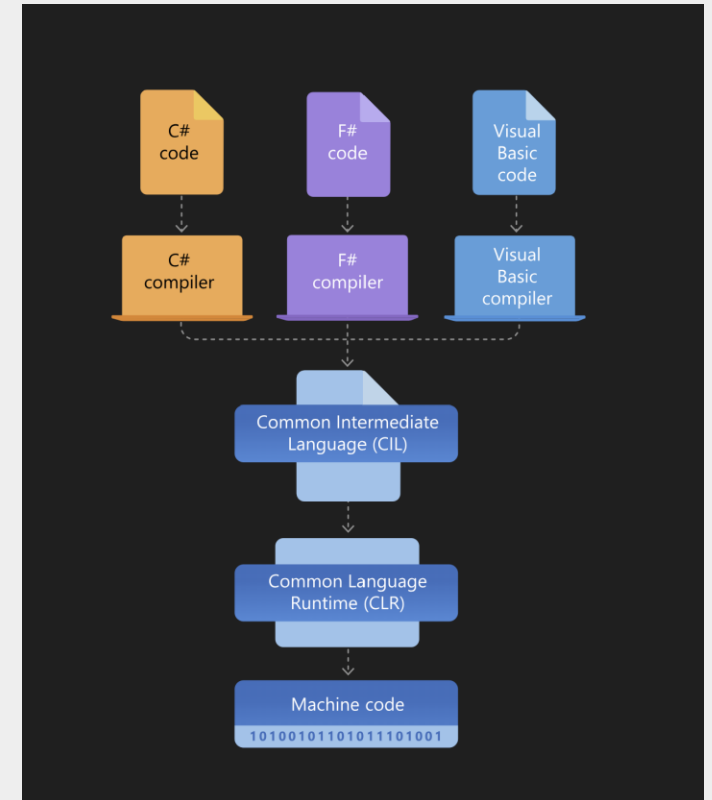 C#
code
F#
code
Visual
Basic
code
C#
compiler
F#
compiler
Visual
Basic
compiler
Common Intermediate
Language (CIL)
Common Language
Runtime (CLR)
Machine code
10100101101011101001